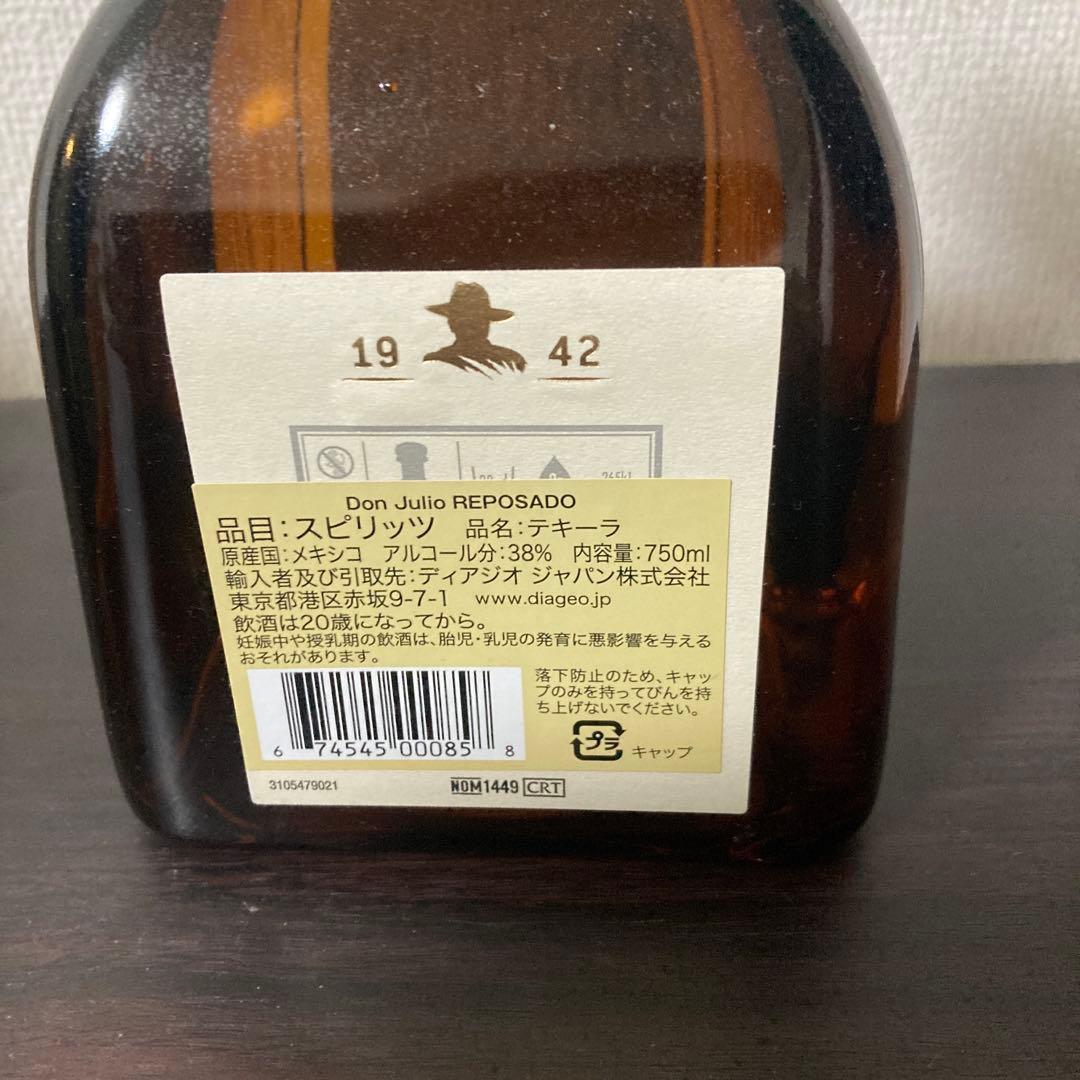 19 42
Don Julio REPOSADO
品目:スピリッツ 品名:テキーラ
原産国:メキシコ アルコール分:38% 内容量:750ml
輸入者及び引取先:ディアジオ ジャパン株式会社
東京都港区赤坂9-7-1 www.diageo.jp
飲酒は20歳になってから。
妊娠中や授乳期の飲酒は、胎児・乳児の発育に悪影響を与える
おそれがあります。
落下防止のため、キャッ
プのみを持ってびんを持
ち上げないでください。
プラ キャップ
6 74545 00085 8
3105479021 NOM1449 CRT